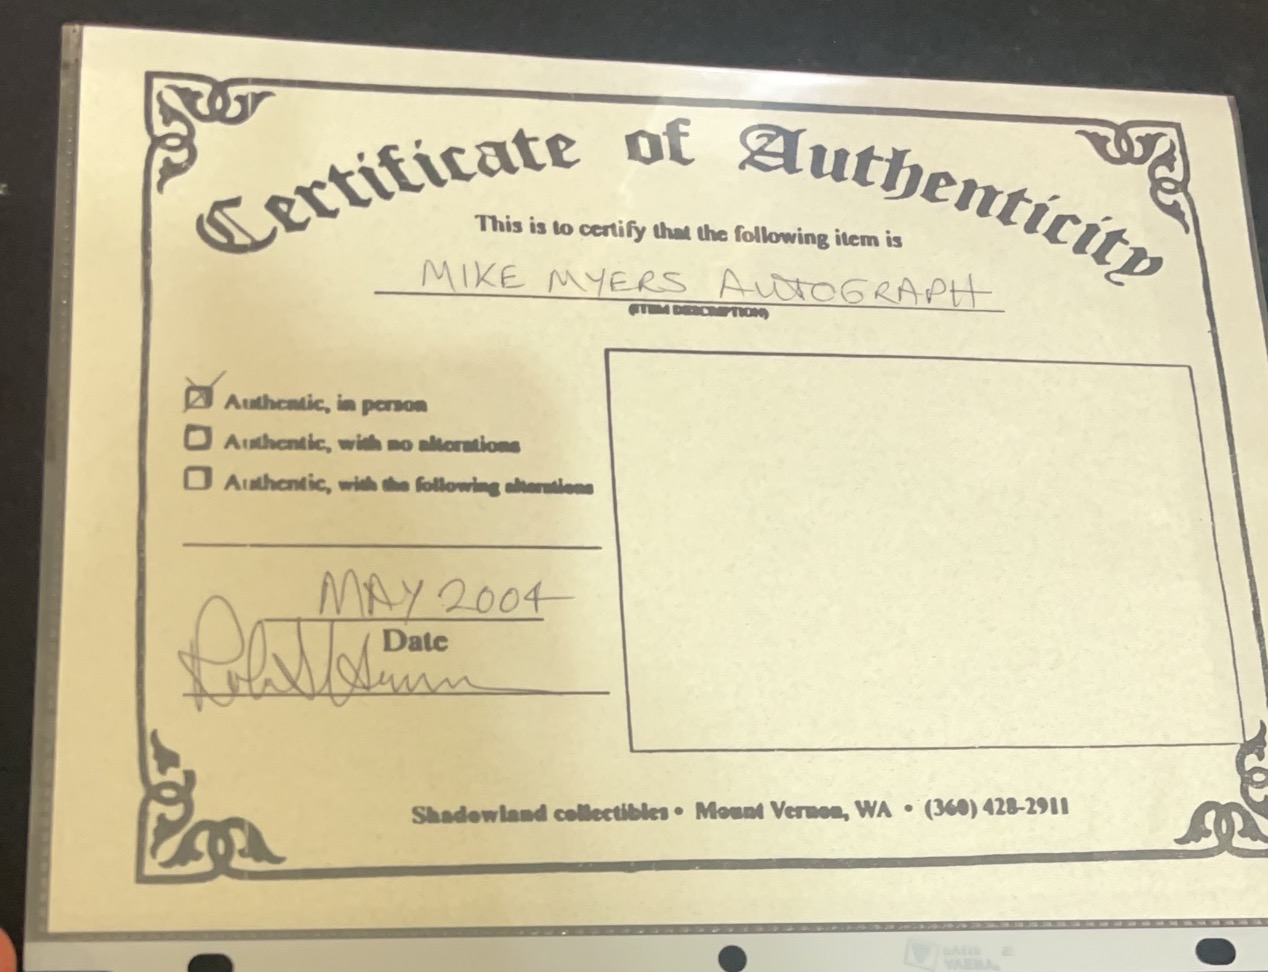 Certificate of Authenticity
This is to certify that the following item is
MIKE MYERS AUTOGRAPH
(ITEM DESCRIPTION)
Authentic, in person
Authentic, with no alterations
Authentic, with the following alterations
MAY 2004
Date
Shadowland collectibles • Mount Vernon, WA • (360) 428-2911